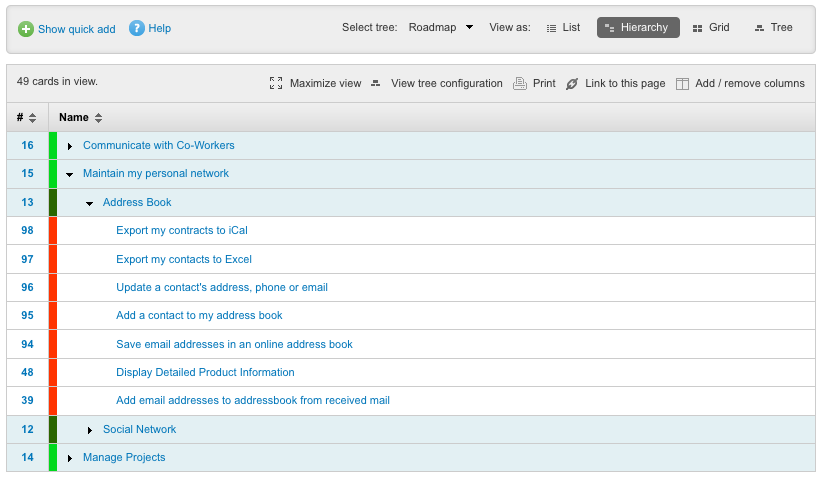 Show quick add Help Select tree: Roadmap View as: List Hierarchy Grid Tree
49 cards in view. Maximize view View tree configuration Print Link to this page Add / remove columns
# Name
16 Communicate with Co-Workers
15 Maintain my personal network
13 Address Book
98 Export my contracts to iCal
97 Export my contacts to Excel
96 Update a contact's address, phone or email
95 Add a contact to my address book
94 Save email addresses in an online address book
48 Display Detailed Product Information
39 Add email addresses to addressbook from received mail
12 Social Network
14 Manage Projects